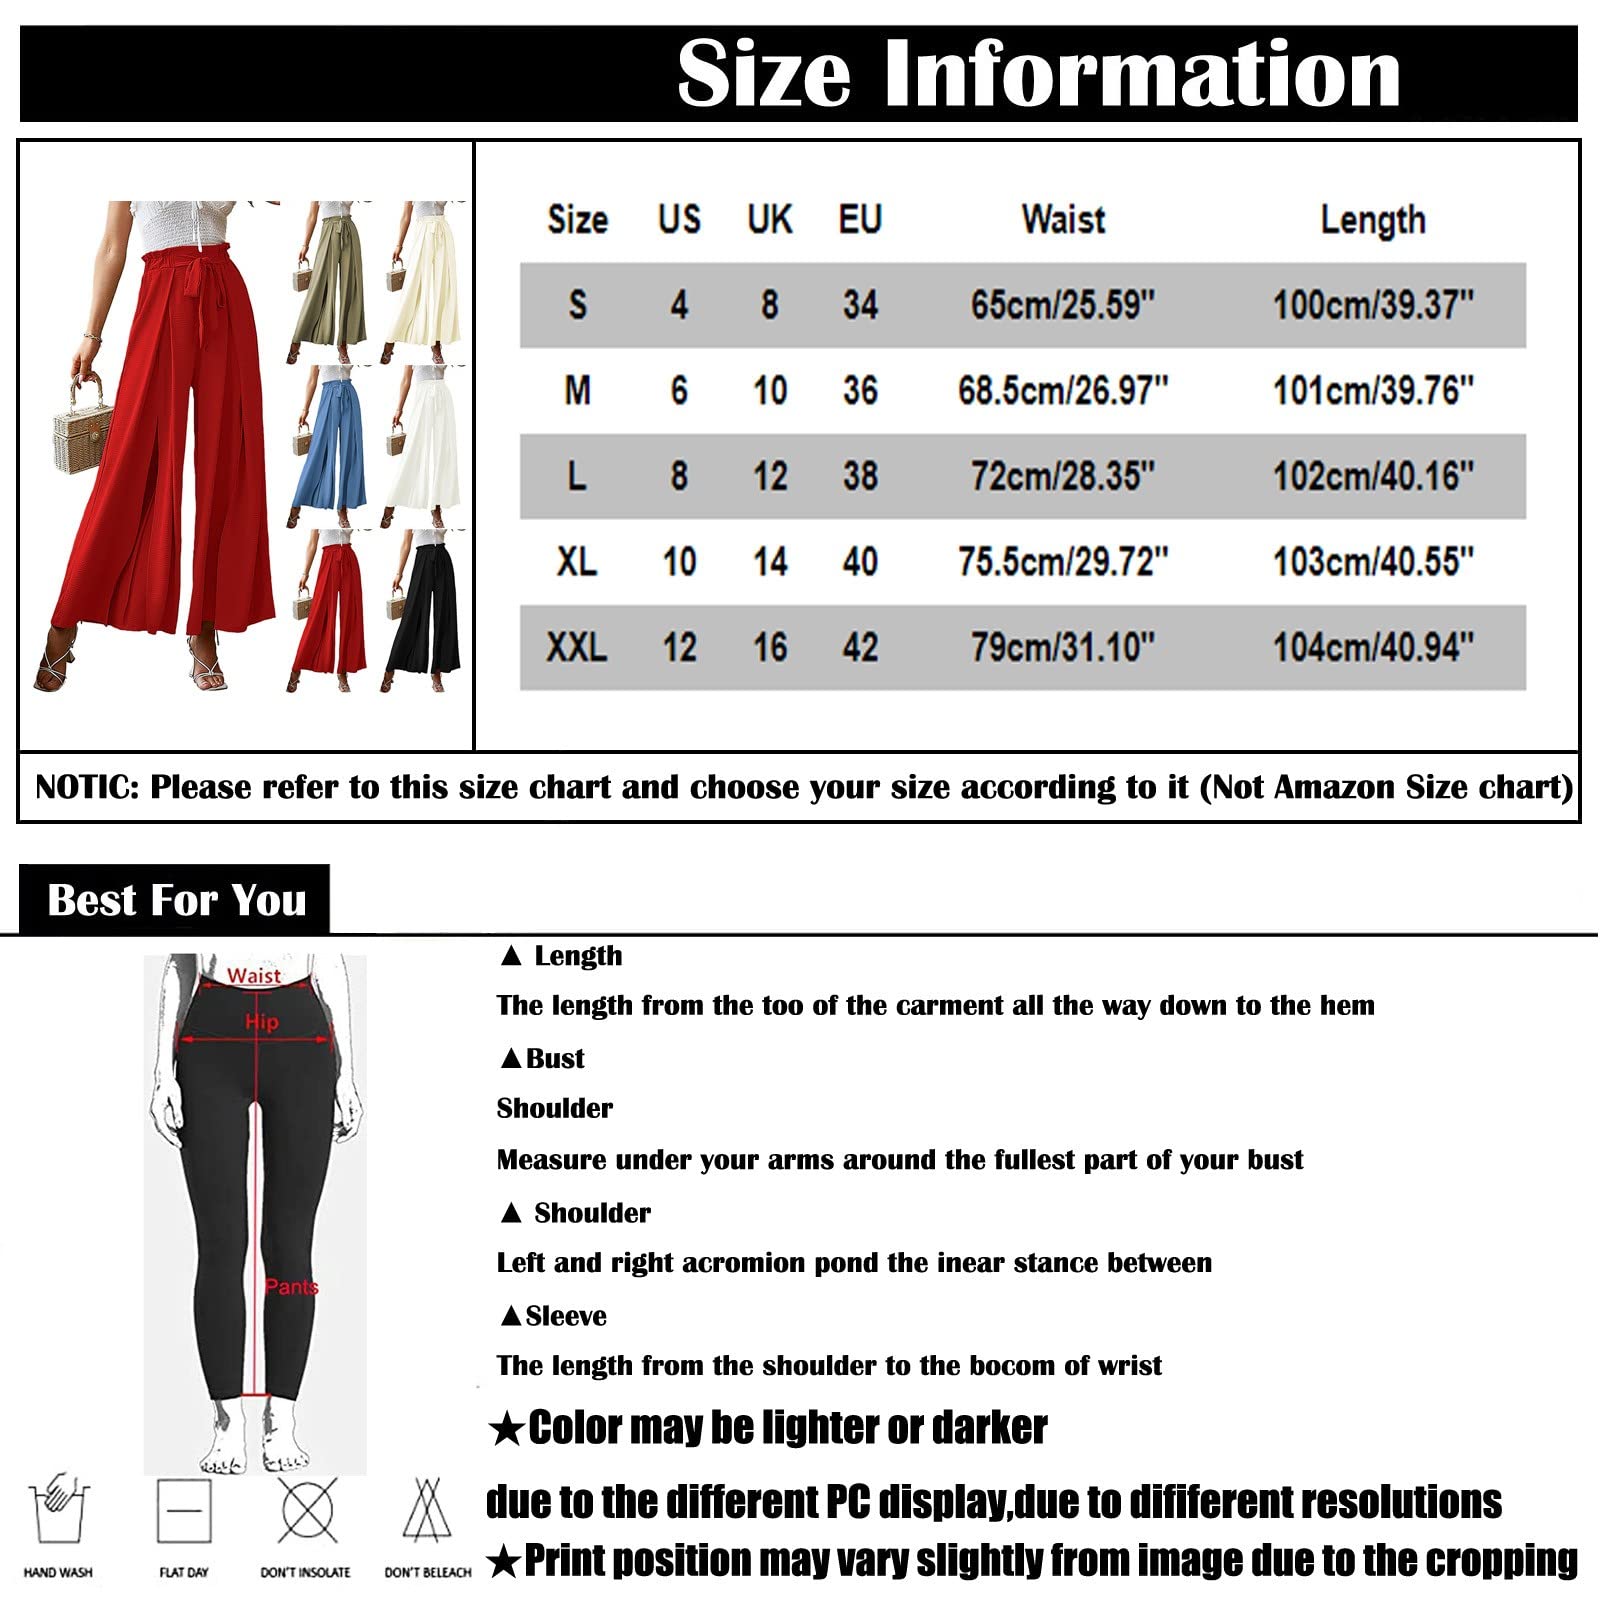 Size Information
Size US UK EU Waist Length
S 4 8 34 65cm/25.59" 100cm/39.37"
M 6 10 36 68.5cm/26.97" 101cm/39.76"
L 8 12 38 72cm/28.35" 102cm/40.16"
XL 10 14 40 75.5cm/29.72" 103cm/40.55"
XXL 12 16 42 79cm/31.10" 104cm/40.94"
NOTIC: Please refer to this size chart and choose your size according to it (Not Amazon Size chart)
Best For You
Waist
Hip
Pants
▲ Length
The length from the too of the carment all the way down to the hem
▲Bust
Shoulder
Measure under your arms around the fullest part of your bust
▲ Shoulder
Left and right acromion pond the inear stance between
▲Sleeve
The length from the shoulder to the bocom of wrist
★Color may be lighter or darker
due to the different PC display,due to dififerent resolutions
★Print position may vary slightly from image due to the cropping
HAND WASH
FLAT DAY
DON'T INSOLATE
DON'T BELEACH